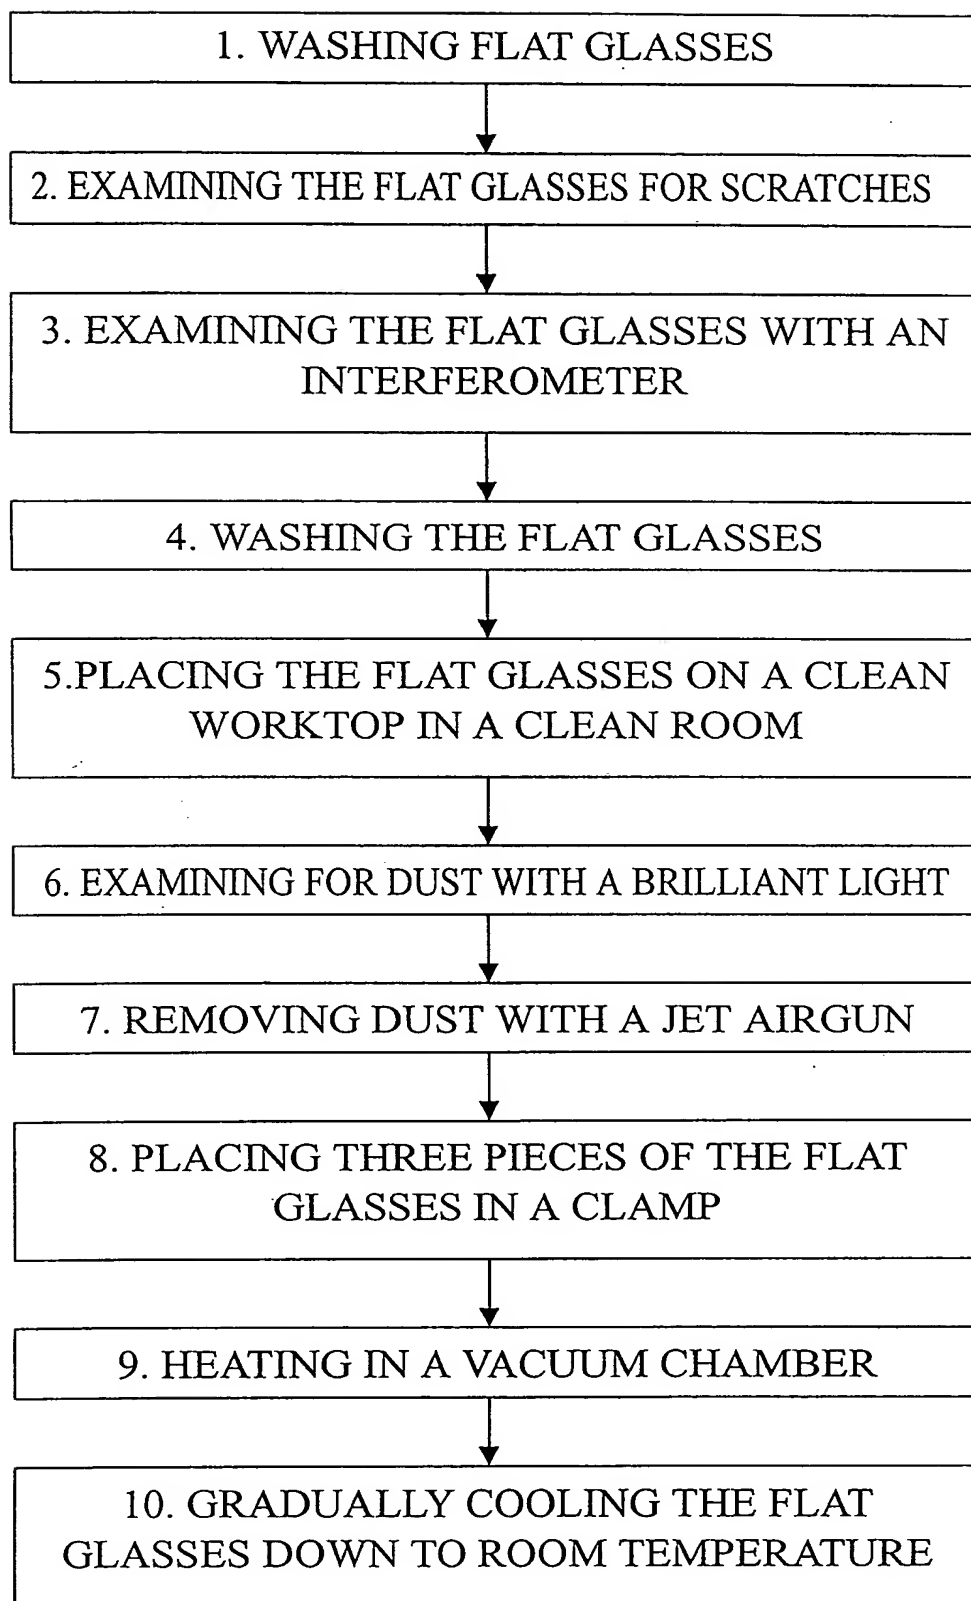 1. WASHING FLAT GLASSES
2. EXAMINING THE FLAT GLASSES FOR SCRATCHES
3. EXAMINING THE FLAT GLASSES WITH AN
INTERFEROMETER
4. WASHING THE FLAT GLASSES
5.PLACING THE FLAT GLASSES ON A CLEAN
WORKTOP IN A CLEAN ROOM
6. EXAMINING FOR DUST WITH A BRILLIANT LIGHT
7. REMOVING DUST WITH A JET AIRGUN
8. PLACING THREE PIECES OF THE FLAT
GLASSES IN A CLAMP
9. HEATING IN A VACUUM CHAMBER
10. GRADUALLY COOLING THE FLAT
GLASSES DOWN TO ROOM TEMPERATURE